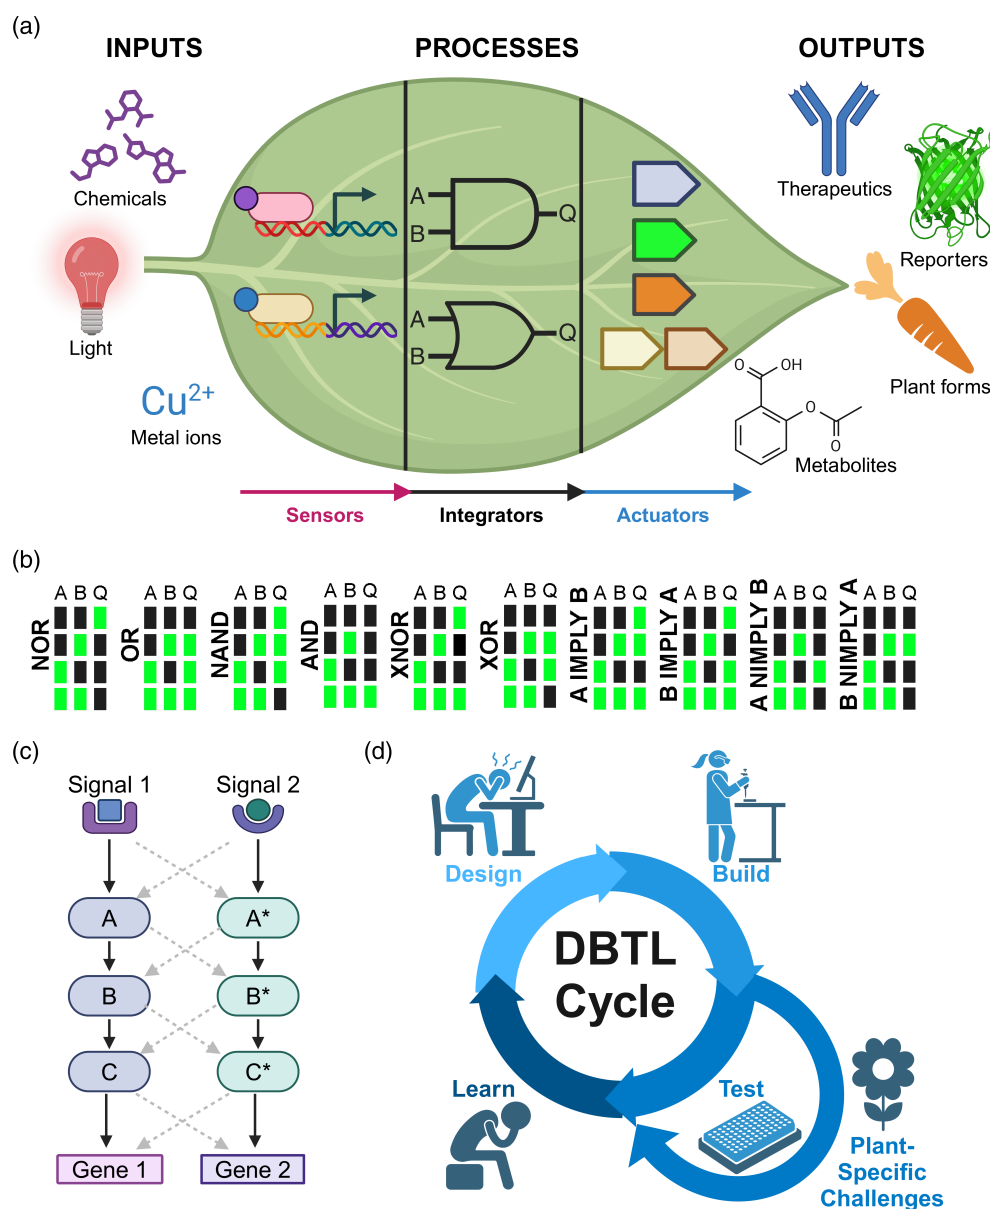 (a)
INPUTS
PROCESSES
OUTPUTS
Chemicals
Light
Cu2+
Metal ions
A
B
Q
A
B
Q
Therapeutics
Reporters
Plant forms
OH
O
O
O
Metabolites
Sensors
Integrators
Actuators
(b)
NOR
A B Q
OR
A B Q
NAND
A B Q
AND
A B Q
XNOR
A B Q
XOR
A B Q
A IMPLY B
A B Q
B IMPLY A
A B Q
A NIMPLY B
A B Q
B NIMPLY A
A B Q
(c)
Signal 1
Signal 2
A
A*
B
B*
C
C*
Gene 1
Gene 2
(d)
Design
Build
DBTL
Cycle
Learn
Test
Plant-
Specific
Challenges